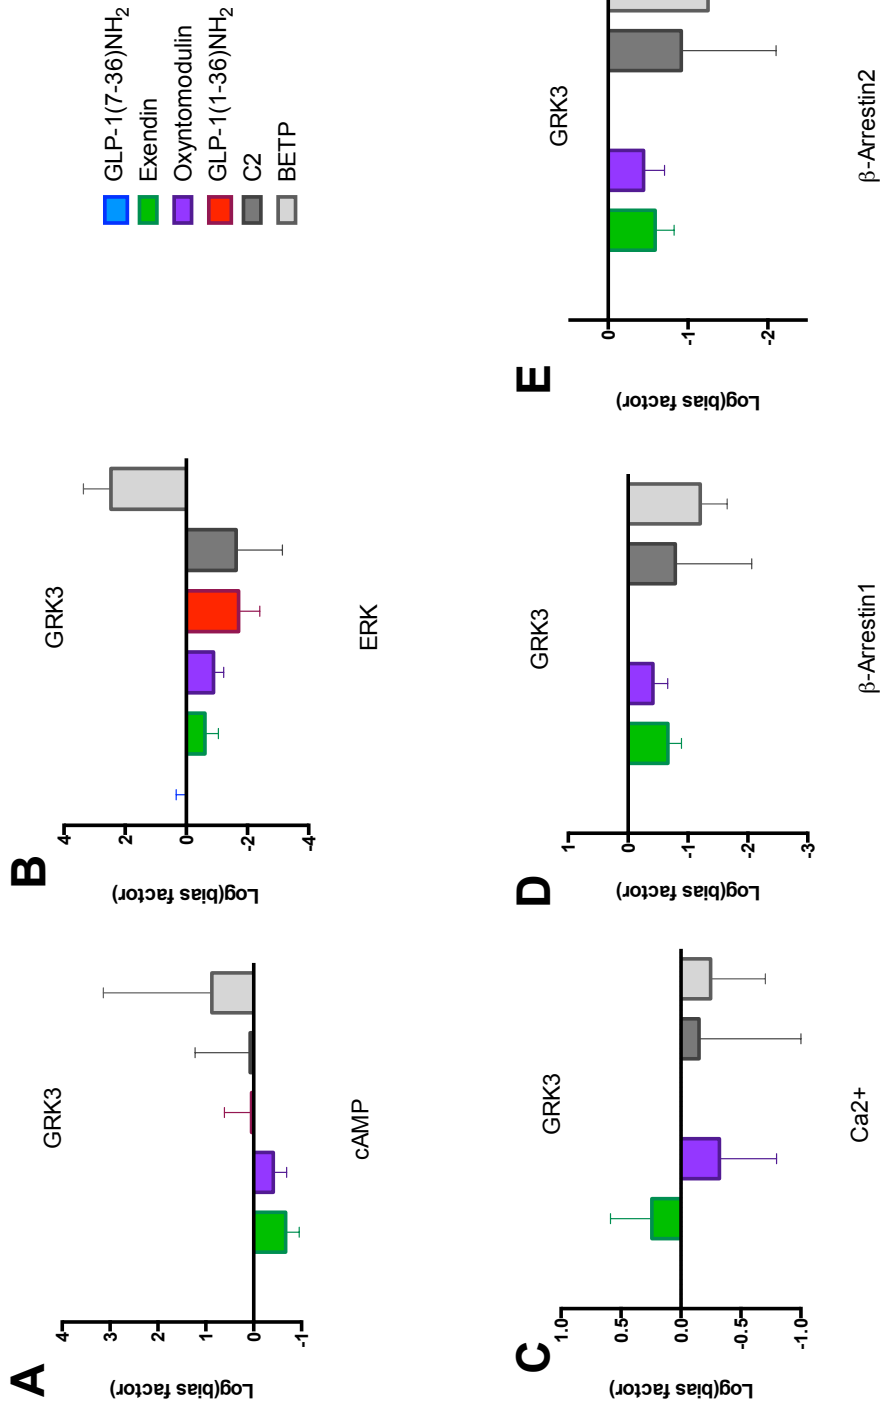 A
GRK3
4
3
2
1
0
-1
Log(bias factor)
cAMP
B
GRK3
4
2
0
-2
-4
Log(bias factor)
ERK
GLP-1(7-36)NH2
Exendin
Oxyntomodulin
GLP-1(1-36)NH2
C2
BETP
C
GRK3
1.0
0.5
0.0
-0.5
-1.0
Log(bias factor)
Ca2+
D
GRK3
1
0
-1
-2
-3
Log(bias factor)
β-Arrestin1
E
GRK3
0
-1
-2
Log(bias factor)
β-Arrestin2